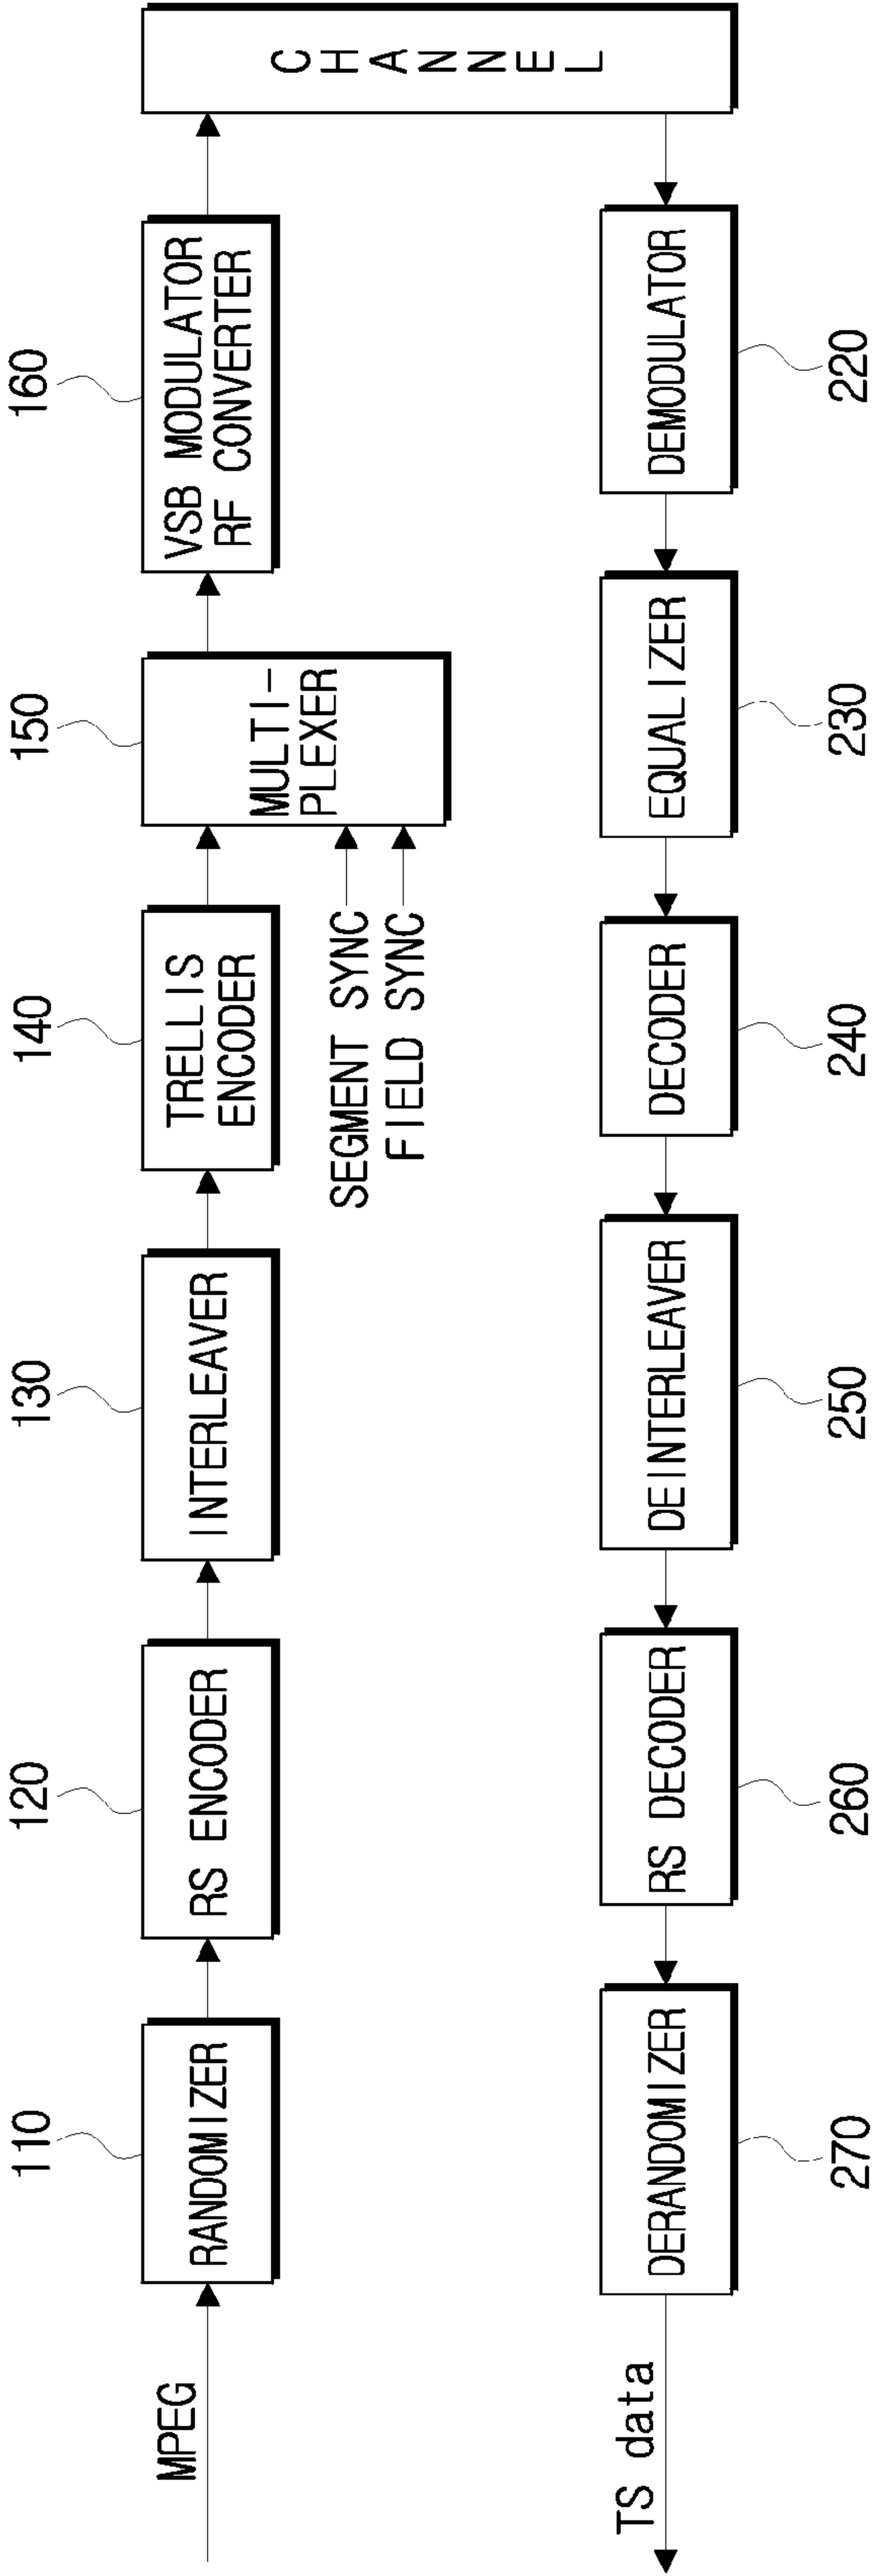 110
120
130
140
150
160
MPEG
RANDOMIZER
RS ENCODER
INTERLEAVER
TRELLIS
ENCODER
MULTI-
PLEXER
VSB MODULATOR
RF CONVERTER
CHANNEL
SEGMENT SYNC
FIELD SYNC
TS data
DERANDOMIZER
RS DECODER
DEINTERLEAVER
DECODER
EQUALIZER
DEMODULATOR
270
260
250
240
230
220